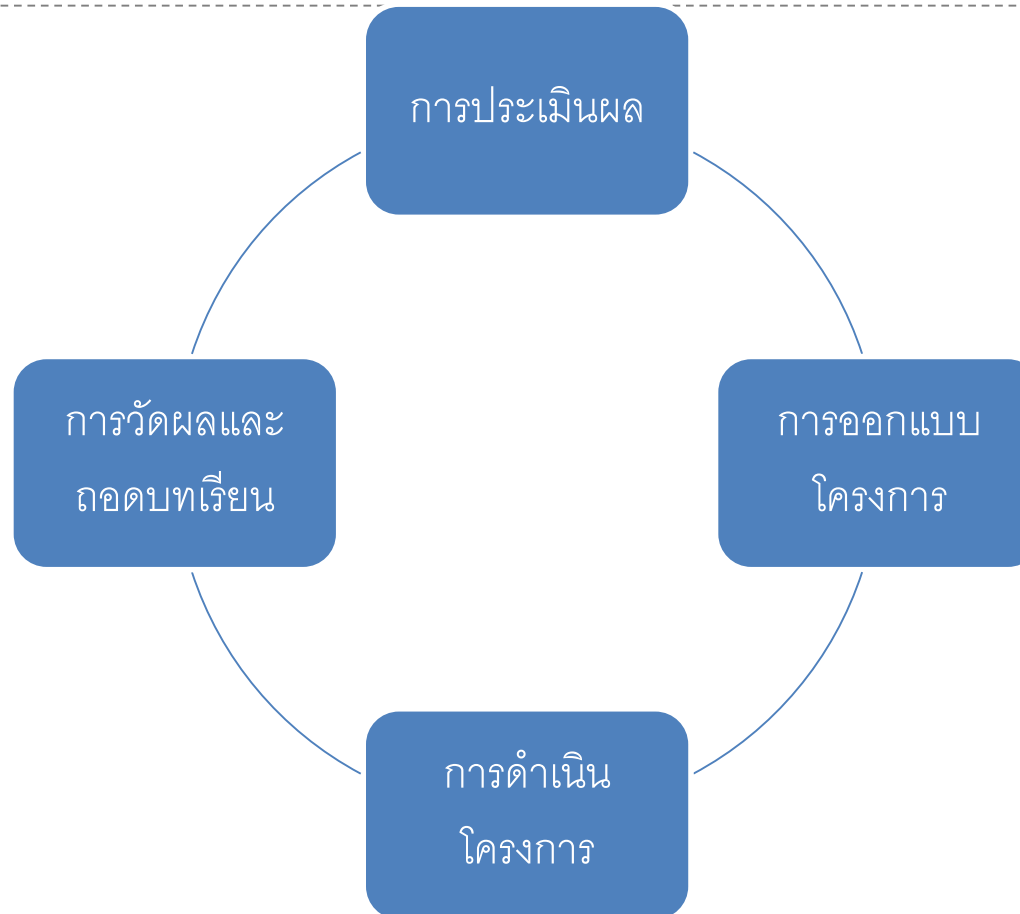 การประเมินผล
การวัดผลและ
ถอดบทเรียน
การออกแบบ
โครงการ
การดำเนิน
โครงการ